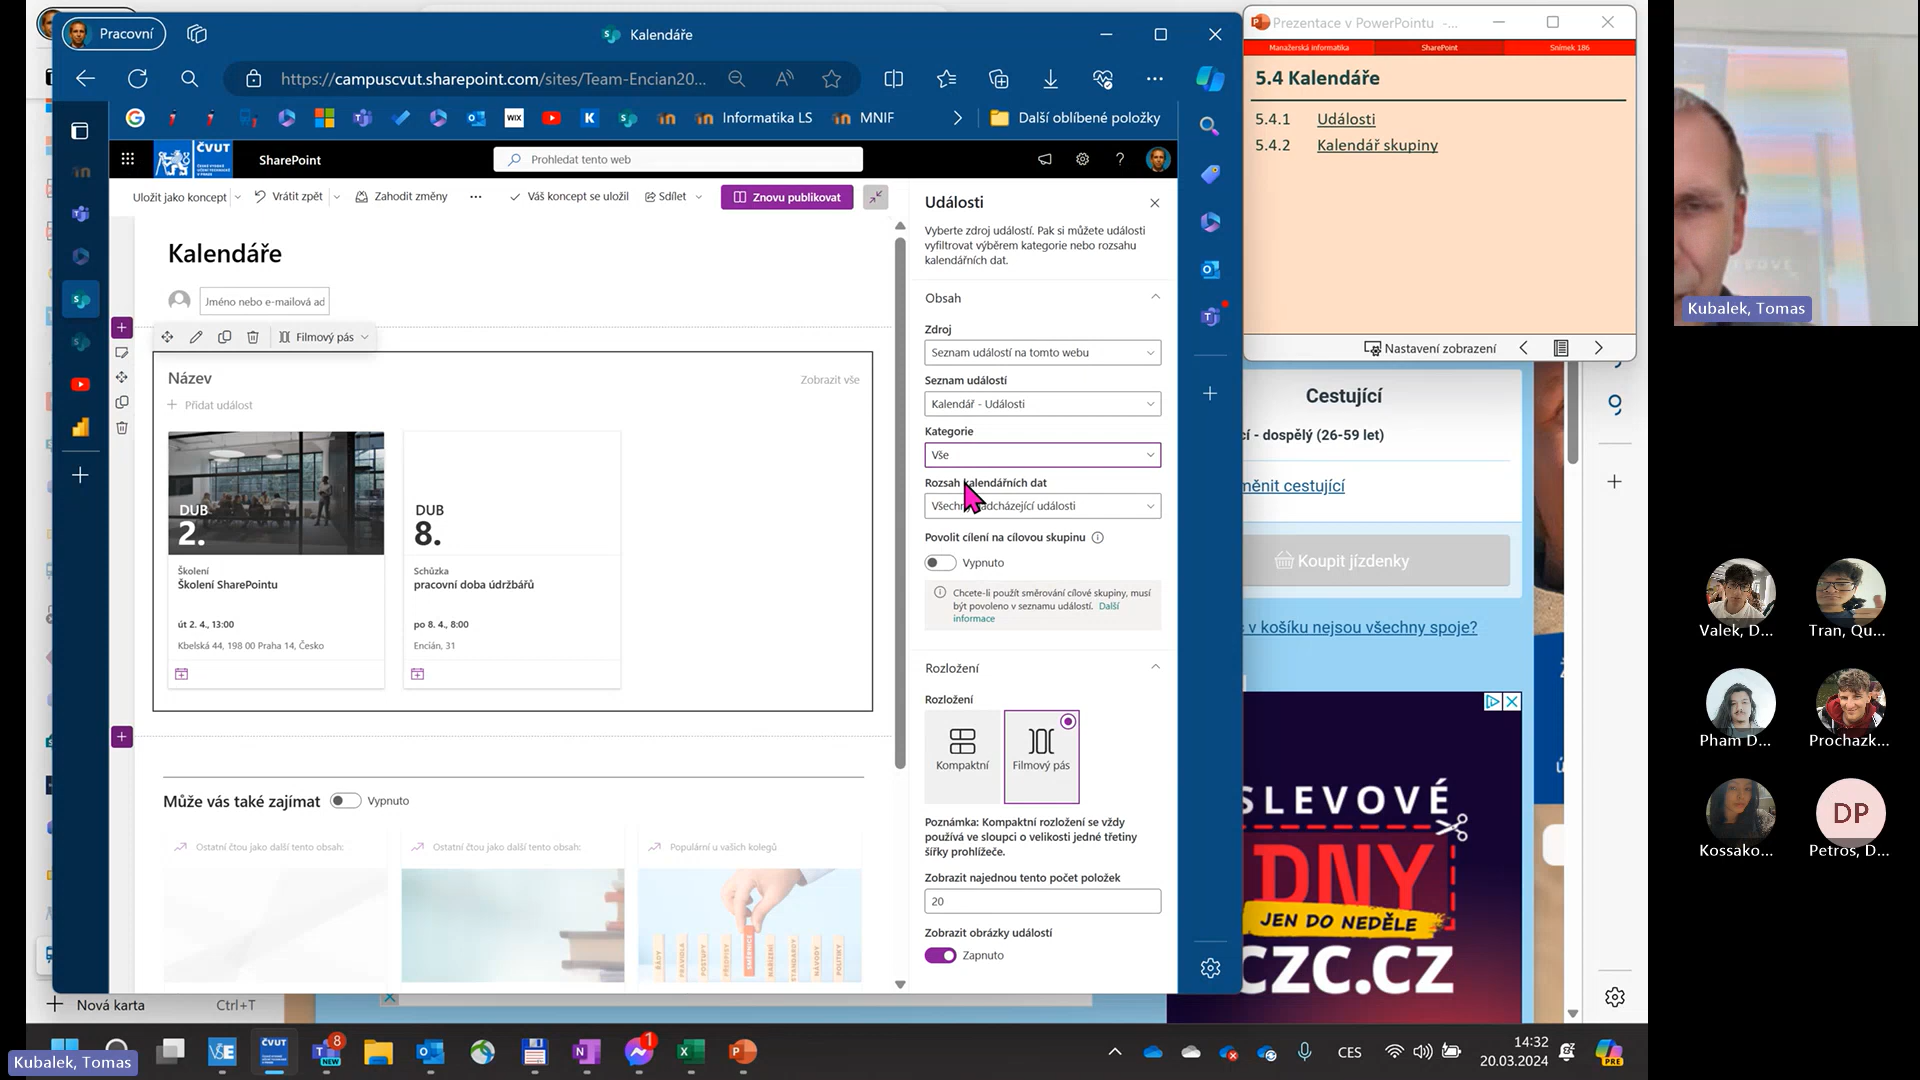 Pracovní
Kalendáře
https://campuscvut.sharepoint.com/sites/Team-Encian20...
Informatika LS
MNIF
Další oblíbené položky
ČVUT
SharePoint
Prohledat tento web
Uložit jako koncept
Vrátit zpět
Zahodit změny
Váš koncept se uložil
Sdílet
Znovu publikovat
Kalendáře
Jméno nebo e-mailová ad
Filmový pás
Název
Zobrazit vše
Přidat událost
DUB
2.
Školení
Školení SharePointu
út 2. 4., 13:00
Kbelská 44, 198 00 Praha 14, Česko
DUB
8.
Schůzka
pracovní doba údržbářů
po 8. 4., 8:00
Encián, 31
Může vás také zajímat
Vypnuto
Ostatní čtou jako další tento obsah:
Ostatní čtou jako další tento obsah:
Populární u vašich kolegů
Události
Vyberte zdroj událostí. Pak si můžete události
vyfiltrovat výběrem kategorie nebo rozsahu
kalendářních dat.
Obsah
Zdroj
Seznam událostí na tomto webu
Seznam událostí
Kalendář - Události
Kategorie
Vše
Rozsah kalendářních dat
Povolit cílení na cílovou skupinu
Vypnuto
Chcete-li použít směrování cílové skupiny, musí
být povoleno v seznamu událostí. Další
informace
Rozložení
Rozložení
Kompaktní
Filmový pás
Poznámka: Kompaktní rozložení se vždy
používá ve sloupci o velikosti jedné třetiny
šířky prohlížeče.
Zobrazit najednou tento počet položek
20
Zobrazit obrázky událostí
Zapnuto
Nová karta
Ctrl+T
Prezentace v PowerPointu -...
Manažerská informatika
SharePoint
Snímek 186
5.4 Kalendáře
5.4.1 Události
5.4.2 Kalendář skupiny
Nastavení zobrazení
Cestující
í - dospělý (26-59 let)
měnit cestující
Koupit jízdenky
v košíku nejsou všechny spoje?
SLEVOVÉ
DNY
JEN DO NEDĚLE
CZC.CZ
Kubalek, Tomas
Valek, D...
Tran, Qu...
Pham D...
Prochazk...
Kossako...
DP
Petros, D...
Kubalek, Tomas
CES
14:32
20.03.2024